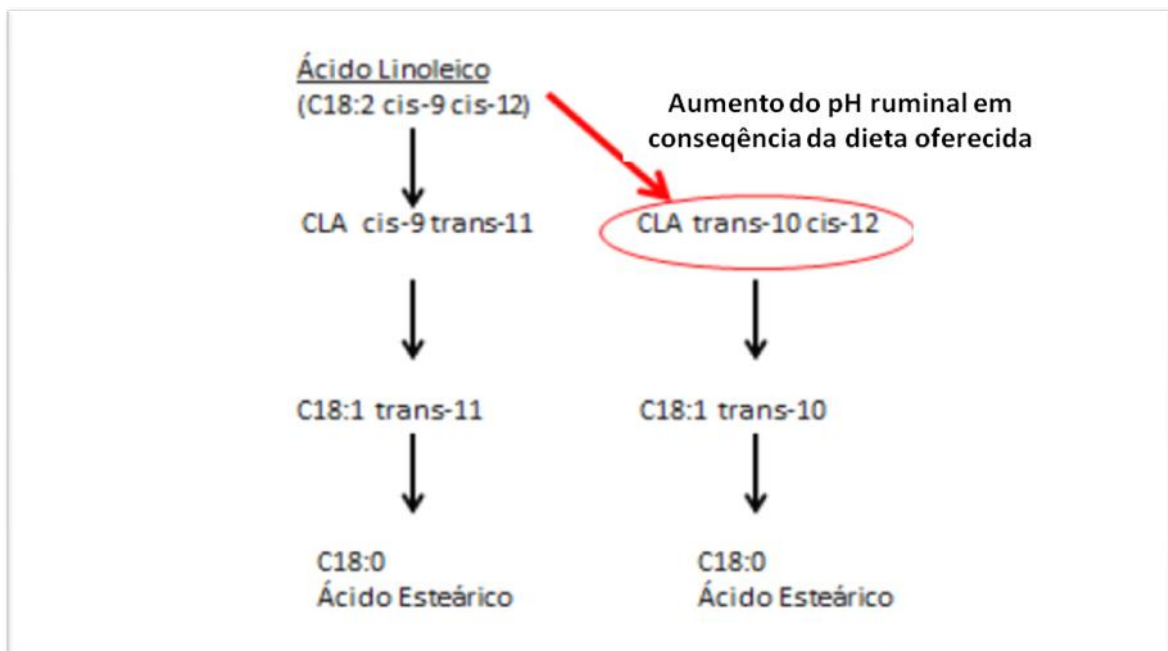 Ácido Linoleico
(C18:2 cis-9 cis-12)
Aumento do pH ruminal em
conseqência da dieta oferecida
CLA cis-9 trans-11
CLA trans-10 cis-12
C18:1 trans-11
C18:1 trans-10
C18:0
Ácido Esteárico
C18:0
Ácido Esteárico